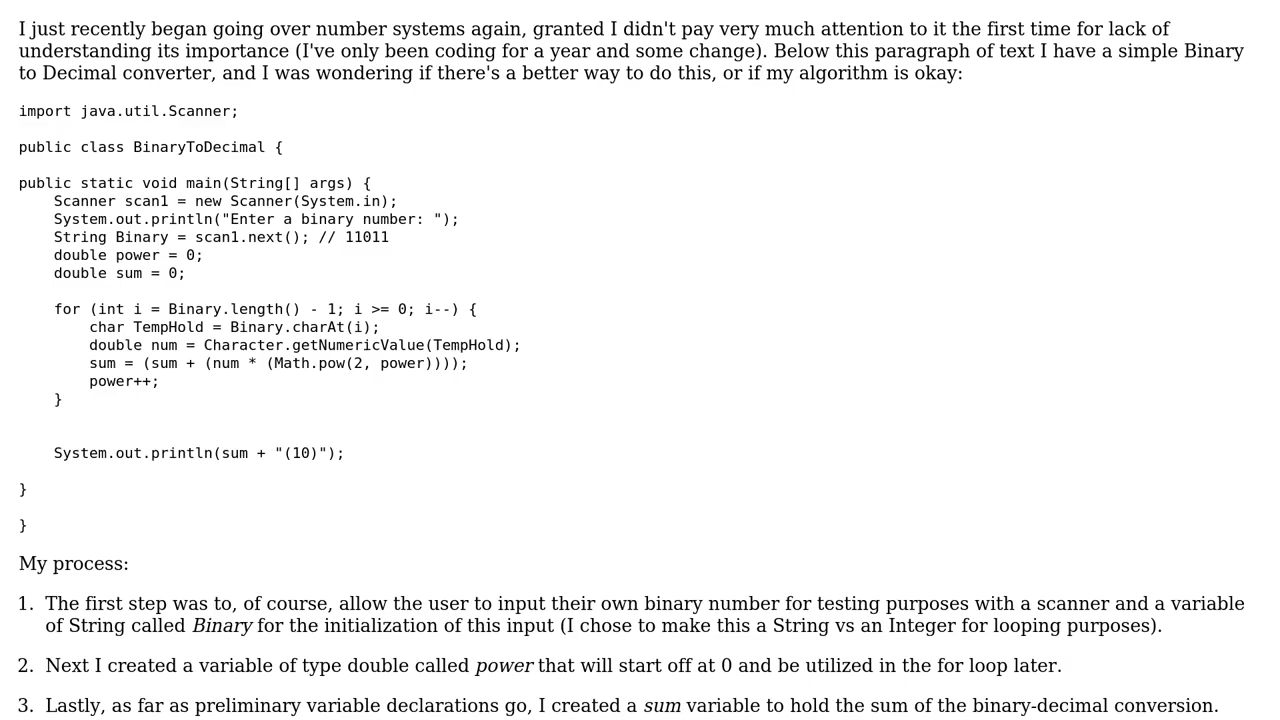 I just recently began going over number systems again, granted I didn't pay very much attention to it the first time for lack of
understanding its importance (I've only been coding for a year and some change). Below this paragraph of text I have a simple Binary
to Decimal converter, and I was wondering if there's a better way to do this, or if my algorithm is okay:
import java.util.Scanner;
public class BinaryToDecimal {
public static void main(String[] args) {
    Scanner scan1 = new Scanner(System.in);
    System.out.println("Enter a binary number: ");
    String Binary = scan1.next(); // 11011
    double power = 0;
    double sum = 0;
    for (int i = Binary.length() - 1; i >= 0; i--) {
        char TempHold = Binary.charAt(i);
        double num = Character.getNumericValue(TempHold);
        sum = (sum + (num * (Math.pow(2, power))));
        power++;
    }
    System.out.println(sum + "(10)");
}
}
My process:
1. The first step was to, of course, allow the user to input their own binary number for testing purposes with a scanner and a variable
of String called Binary for the initialization of this input (I chose to make this a String vs an Integer for looping purposes).
2. Next I created a variable of type double called power that will start off at 0 and be utilized in the for loop later.
3. Lastly, as far as preliminary variable declarations go, I created a sum variable to hold the sum of the binary-decimal conversion.